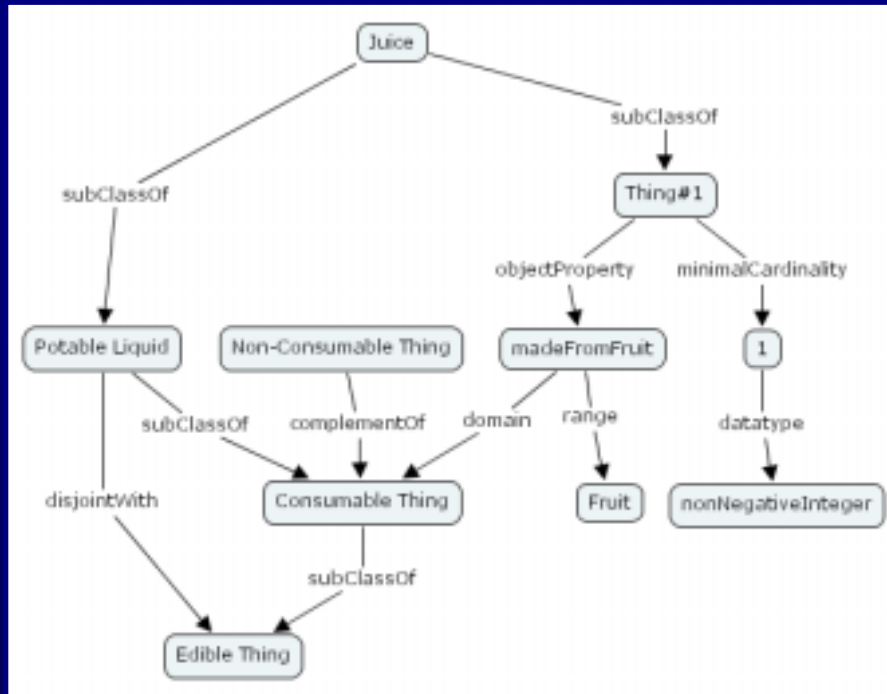 Juice
subClassOf
subClassOf
Thing#1
objectProperty
minimalCardinality
Potable Liquid
Non-Consumable Thing
madeFromFruit
1
subClassOf
complementOf
domain
range
datatype
disjointWith
Consumable Thing
Fruit
nonNegativeInteger
subClassOf
Edible Thing